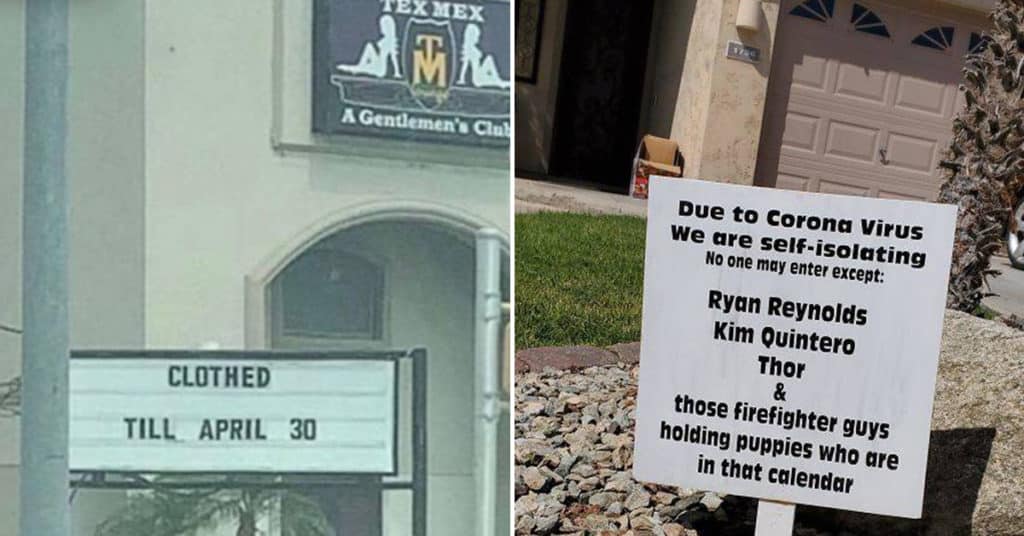 TEX MEX
TM
A Gentlemen's Club
CLOTHED
TILL APRIL 30
Due to Corona Virus
We are self-isolating
No one may enter except:
Ryan Reynolds
Kim Quintero
Thor
&
those firefighter guys
holding puppies who are
in that calendar